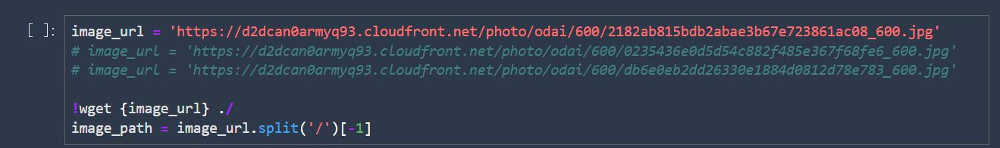 [ ]: image_url = 'https://d2dcan0armyq93.cloudfront.net/photo/odai/600/2182ab815bdb2abae3b67e723861ac08_600.jpg'
# image_url = 'https://d2dcan0armyq93.cloudfront.net/photo/odai/600/0235436e0d5d54c882f485e367f68fe6_600.jpg'
# image_url = 'https://d2dcan0armyq93.cloudfront.net/photo/odai/600/db6e0eb2dd26330e1884d0812d78e783_600.jpg'
!wget {image_url} ./
image_path = image_url.split('/')[-1]